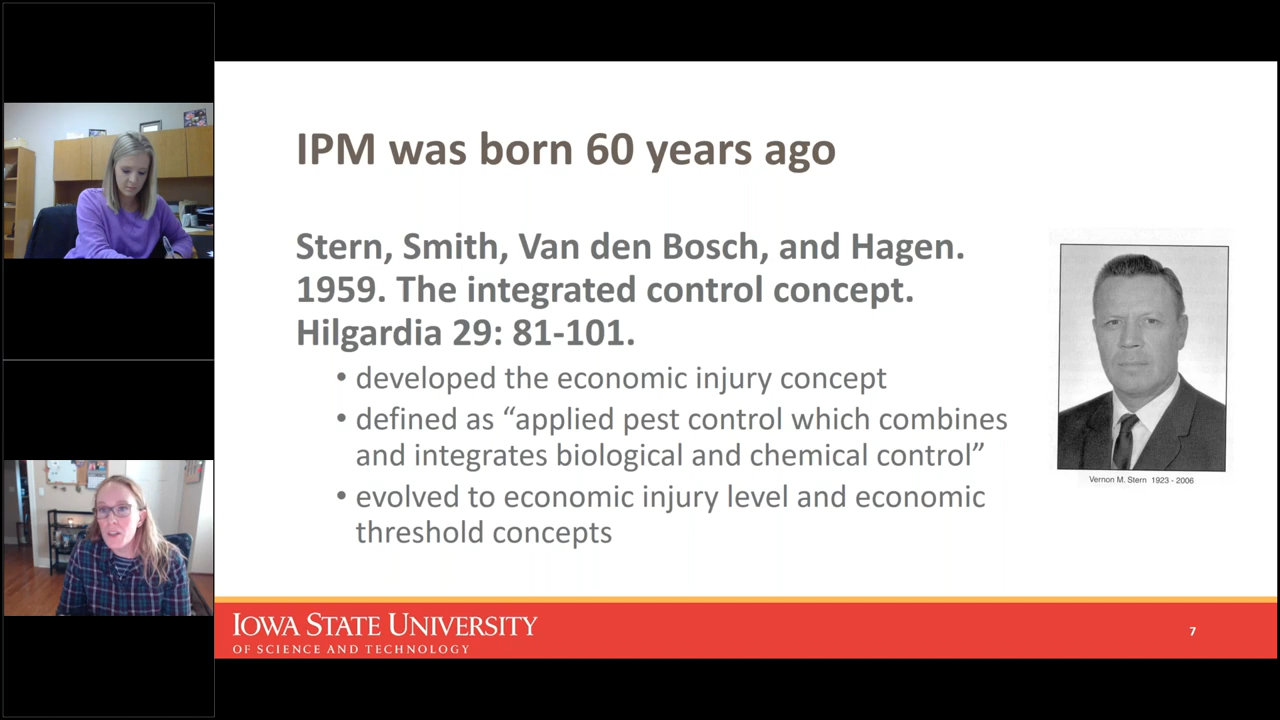 IPM was born 60 years ago
Stern, Smith, Van den Bosch, and Hagen.
1959. The integrated control concept.
Hilgardia 29: 81-101.
• developed the economic injury concept
• defined as “applied pest control which combines
and integrates biological and chemical control”
• evolved to economic injury level and economic
threshold concepts
Vernon M. Stern 1923 - 2006
IOWA STATE UNIVERSITY
OF SCIENCE AND TECHNOLOGY
7